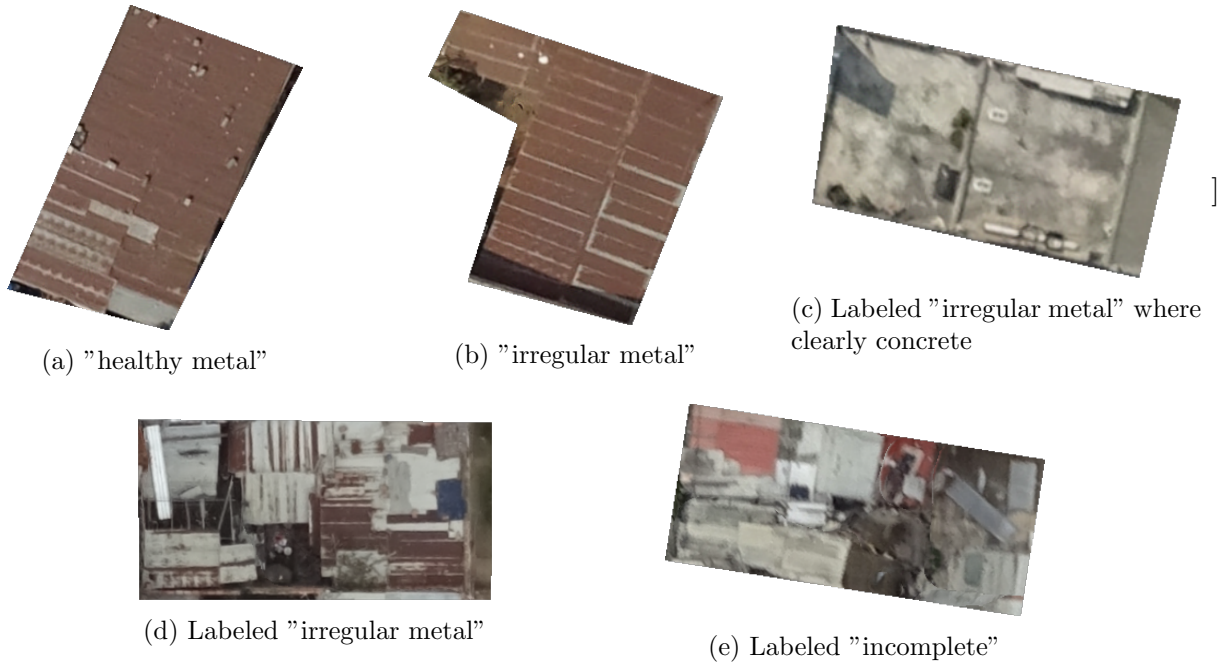 ]
(a) ”healthy metal”
(b) ”irregular metal”
(c) Labeled ”irregular metal” where
clearly concrete
(d) Labeled ”irregular metal”
(e) Labeled ”incomplete”